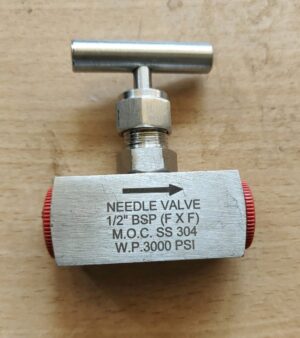 NEEDLE VALVE
1/2" BSP (F X F)
M.O.C. SS 304
W.P.3000 PSI